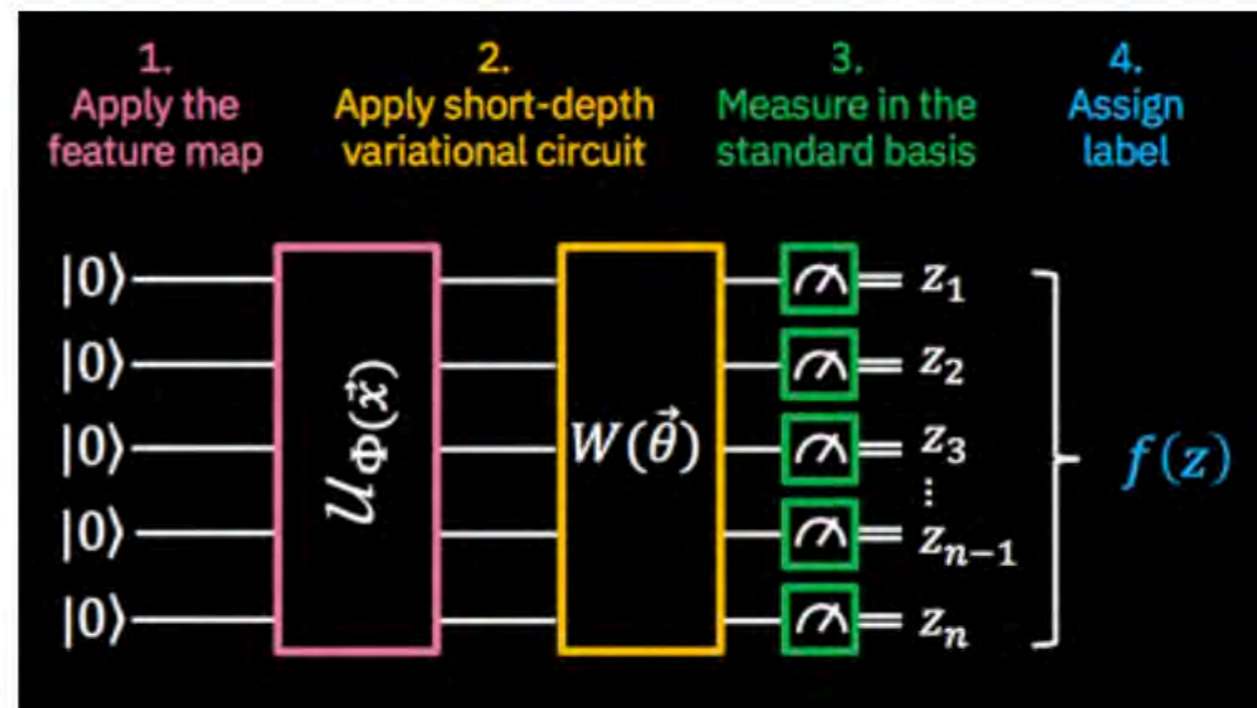 1.
Apply the
feature map
2.
Apply short-depth
variational circuit
3.
Measure in the
standard basis
4.
Assign
label
|0⟩
|0⟩
|0⟩
|0⟩
|0⟩
𝒰_Φ(x⃗)
W(θ⃗)
z₁
z₂
z₃
⋮
zₙ₋₁
zₙ
f(z)